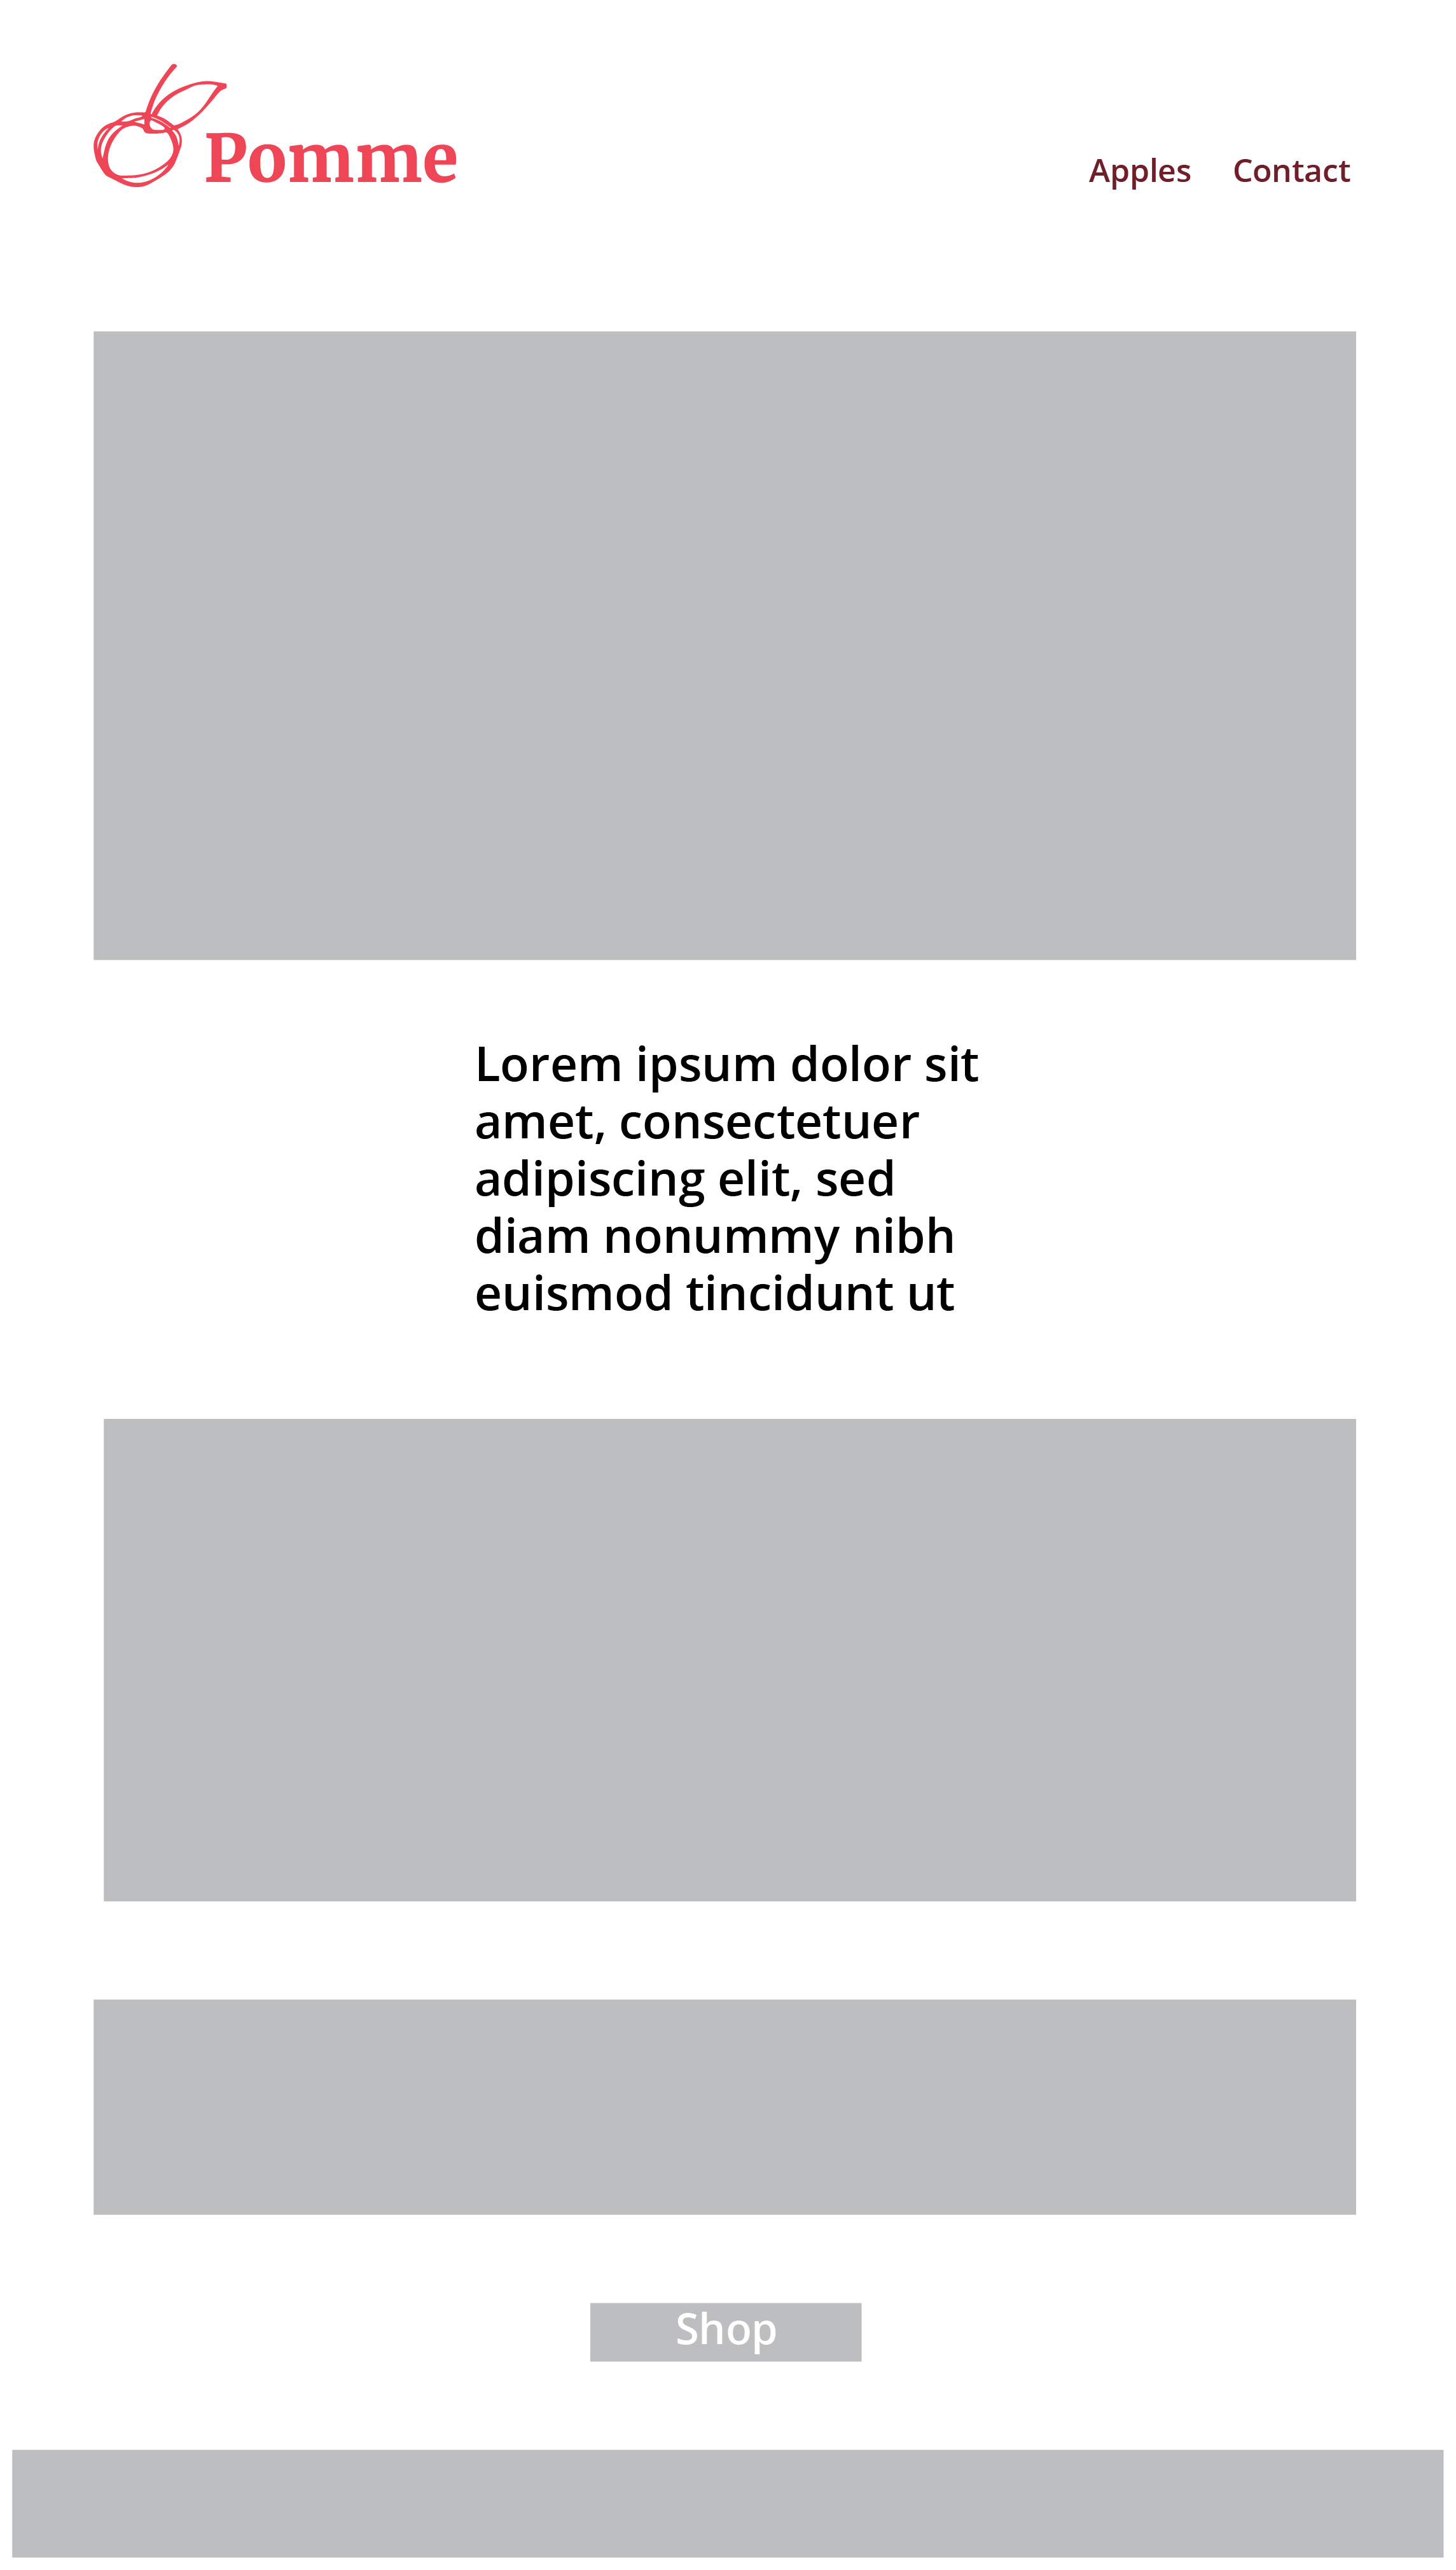 Pomme
Apples Contact
Lorem ipsum dolor sit
amet, consectetuer
adipiscing elit, sed
diam nonummy nibh
euismod tincidunt ut
Shop